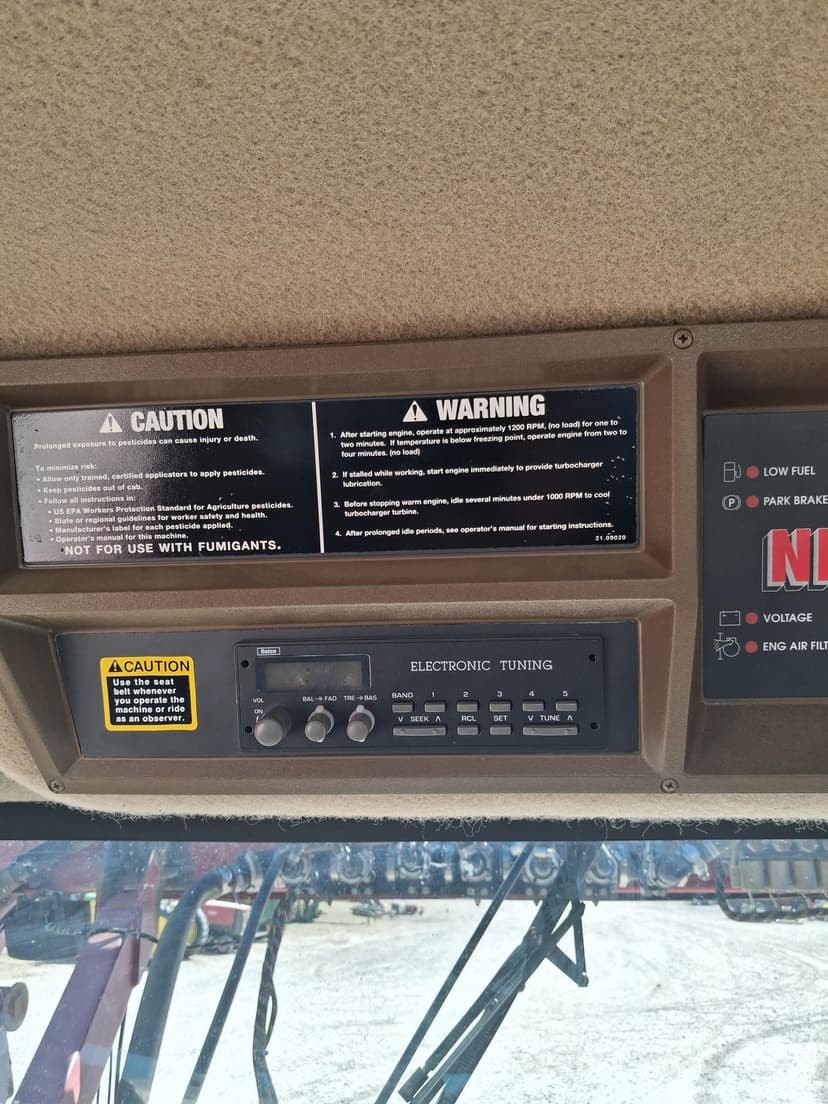 CAUTION
Prolonged exposure to pesticides can cause injury or death.
To minimize risk:
• Allow only trained, certified applicators to apply pesticides.
• Keep pesticides out of cab.
• Follow all instructions in:
• US EPA Workers Protection Standard for Agriculture pesticides.
• State or regional guidelines for worker safety and health.
• Manufacturer's label for each pesticide applied.
• Operator's manual for this machine.
NOT FOR USE WITH FUMIGANTS.
WARNING
1. After starting engine, operate at approximately 1200 RPM, (no load) for one to
two minutes. If temperature is below freezing point, operate engine from two to
four minutes. (no load)
2. If stalled while working, start engine immediately to provide turbocharger
lubrication.
3. Before stopping warm engine, idle several minutes under 1000 RPM to cool
turbocharger turbine.
4. After prolonged idle periods, see operator's manual for starting instructions.
21.09020
LOW FUEL
P PARK BRAKE
VOLTAGE
ENG AIR FILT
CAUTION
Use the seat
belt whenever
you operate the
machine or ride
as an observer.
ELECTRONIC TUNING
VOL
ON
BAL→FAD TRE→BAS
BAND 1 2 3 4 5
V SEEK Λ RCL SET V TUNE Λ